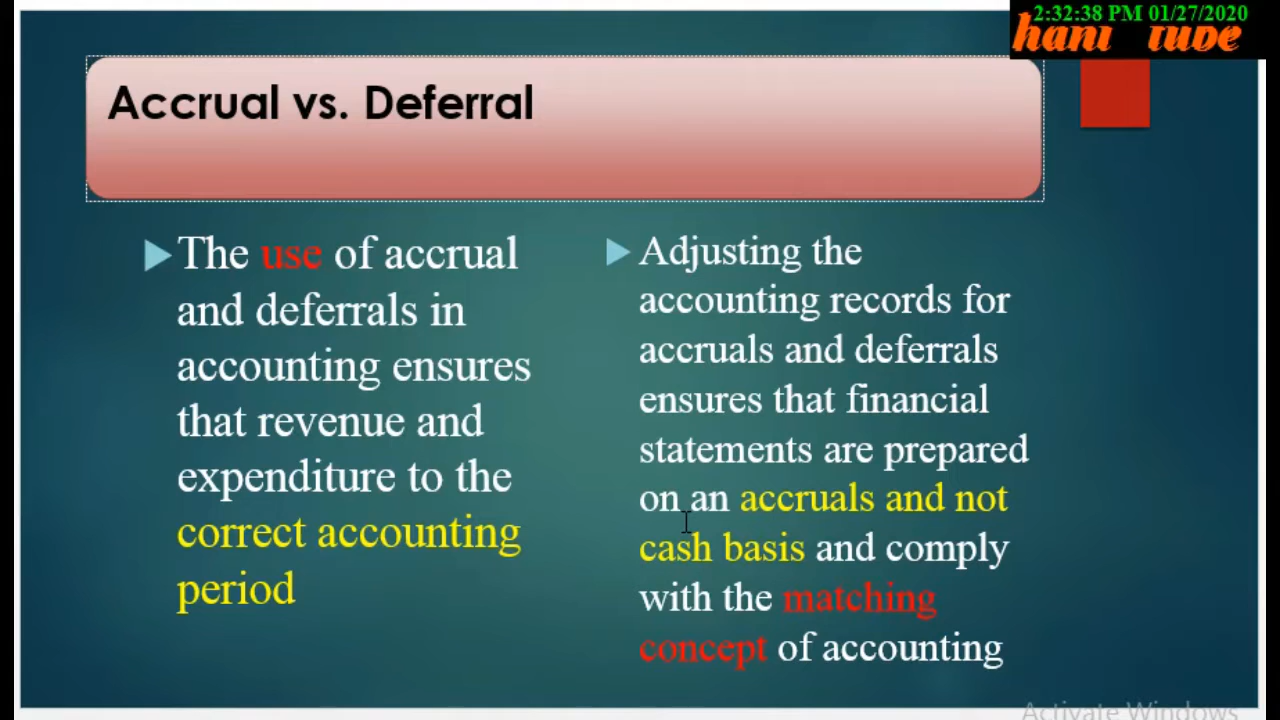 2:32:38 PM 01/27/2020
hani tube
Accrual vs. Deferral
The use of accrual
and deferrals in
accounting ensures
that revenue and
expenditure to the
correct accounting
period
Adjusting the
accounting records for
accruals and deferrals
ensures that financial
statements are prepared
on an accruals and not
cash basis and comply
with the matching
concept of accounting
Activate Windows